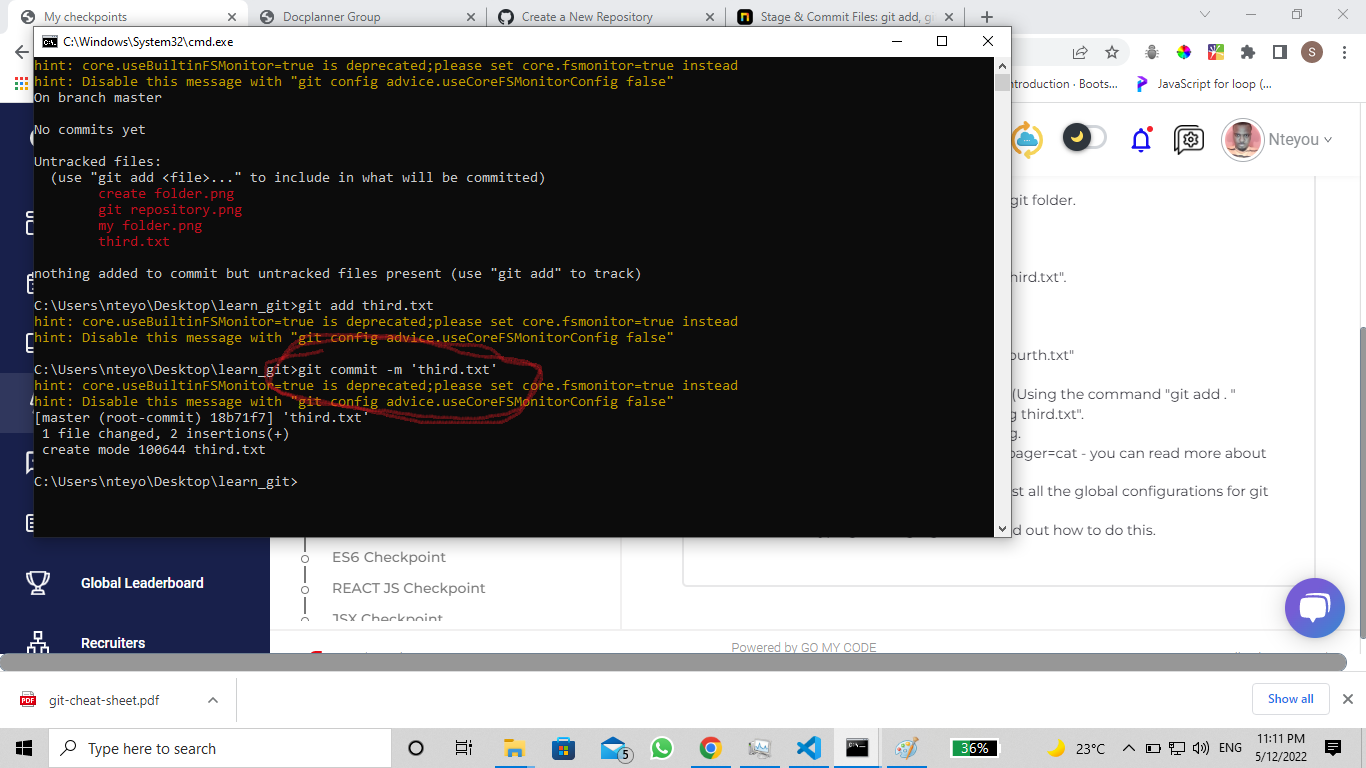 My checkpoints
Docplanner Group
Create a New Repository
Stage & Commit Files: git add, gi
C:\Windows\System32\cmd.exe
ntroduction · Boots...
JavaScript for loop (...
S
hint: core.useBuiltinFSMonitor=true is deprecated;please set core.fsmonitor=true instead
hint: Disable this message with "git config advice.useCoreFSMonitorConfig false"
On branch master
No commits yet
Untracked files:
(use "git add <file>..." to include in what will be committed)
create folder.png
git repository.png
my folder.png
third.txt
nothing added to commit but untracked files present (use "git add" to track)
C:\Users\nteyo\Desktop\learn_git>git add third.txt
hint: core.useBuiltinFSMonitor=true is deprecated;please set core.fsmonitor=true instead
hint: Disable this message with "git config advice.useCoreFSMonitorConfig false"
C:\Users\nteyo\Desktop\learn_git>git commit -m 'third.txt'
hint: core.useBuiltinFSMonitor=true is deprecated;please set core.fsmonitor=true instead
hint: Disable this message with "git config advice.useCoreFSMonitorConfig false"
[master (root-commit) 18b71f7] 'third.txt'
1 file changed, 2 insertions(+)
create mode 100644 third.txt
C:\Users\nteyo\Desktop\learn_git>
Nteyou
git folder.
hird.txt".
ourth.txt"
(Using the command "git add . "
g third.txt".
g.
pager=cat - you can read more about
st all the global configurations for git
d out how to do this.
ES6 Checkpoint
REACT JS Checkpoint
JSX Checkpoint
Global Leaderboard
Recruiters
Powered by GO MY CODE
PDF
git-cheat-sheet.pdf
Show all
Type here to search
5
36%
23°C
ENG
11:11 PM
5/12/2022